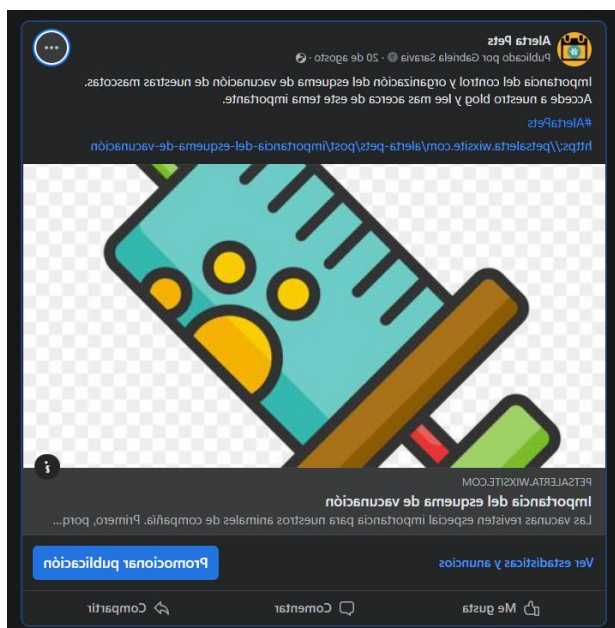 Alerta Pets
Publicado por Gabriela Saravia · 20 de agosto ·
Importancia del control y organización del esquema de vacunación de nuestras mascotas.
Accede a nuestro blog y lee mas acerca de este tema importante.
#AlertaPets
https://petsalerta.wixsite.com/alerta-pets/post/importancia-del-esquema-de-vacunación
i
PETSALERTA.WIXSITE.COM
Importancia del esquema de vacunación
Las vacunas revisten especial importancia para nuestros animales de compañía. Primero, porq...
Ver estadísticas y anuncios
Promocionar publicación
Me gusta
Comentar
Compartir